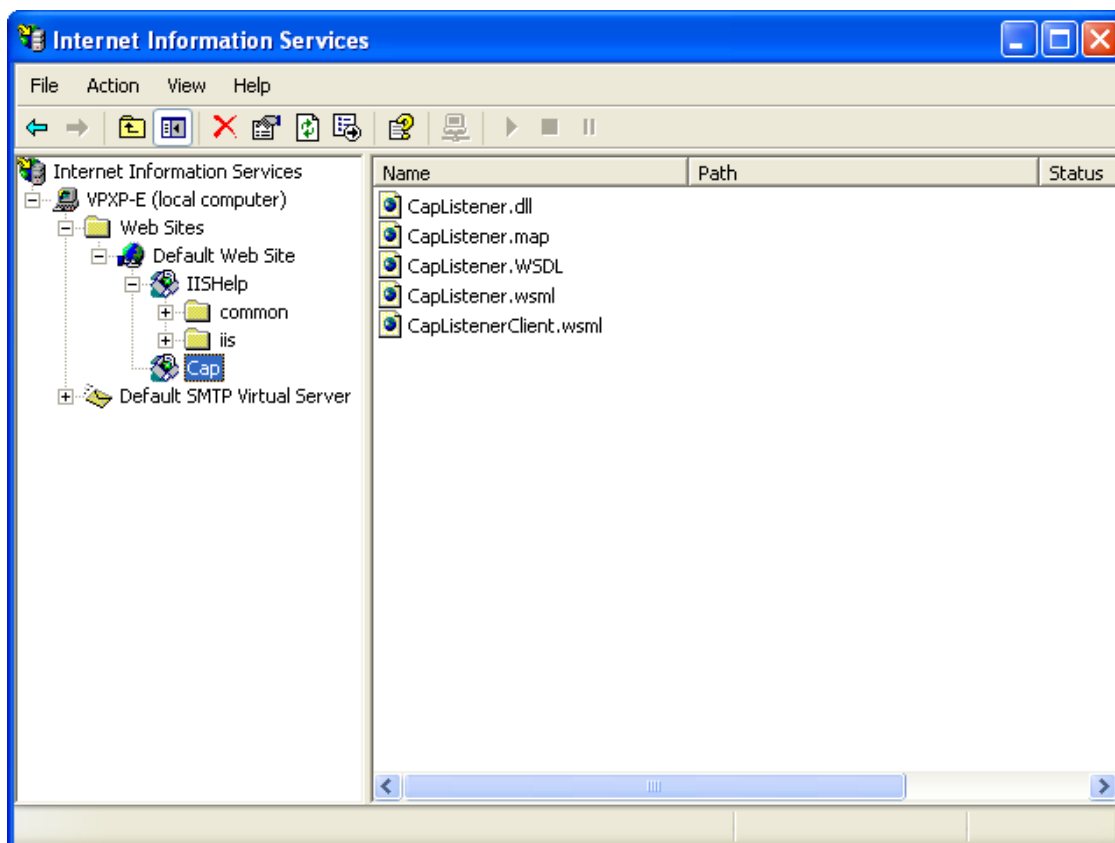 Internet Information Services
File Action View Help
Internet Information Services
VPXP-E (local computer)
Web Sites
Default Web Site
IISHelp
common
iis
Cap
Default SMTP Virtual Server
Name Path Status
CapListener.dll
CapListener.map
CapListener.WSDL
CapListener.wsml
CapListenerClient.wsml